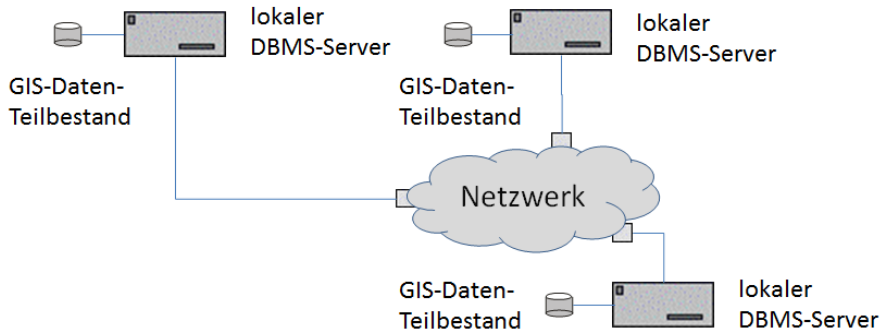 lokaler
DBMS-Server
GIS-Daten-
Teilbestand
lokaler
DBMS-Server
GIS-Daten-
Teilbestand
Netzwerk
GIS-Daten-
Teilbestand
lokaler
DBMS-Server